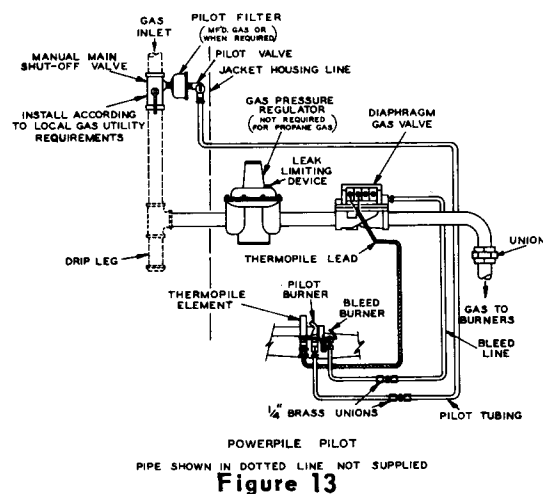 GAS
INLET
PILOT FILTER
(MF'D. GAS OR
WHEN REQUIRED)
PILOT VALVE
MANUAL MAIN
SHUT-OFF VALVE
JACKET HOUSING LINE
INSTALL ACCORDING
TO LOCAL GAS UTILITY
REQUIREMENTS
GAS PRESSURE
REGULATOR
(NOT REQUIRED
FOR PROPANE GAS)
DIAPHRAGM
GAS VALVE
LEAK
LIMITING
DEVICE
DRIP LEG
THERMOPILE LEAD
UNION
THERMOPILE
ELEMENT
PILOT
BURNER
BLEED
BURNER
GAS TO
BURNERS
BLEED
LINE
1/4" BRASS UNIONS
PILOT TUBING
POWERPILE PILOT
PIPE SHOWN IN DOTTED LINE NOT SUPPLIED
Figure 13